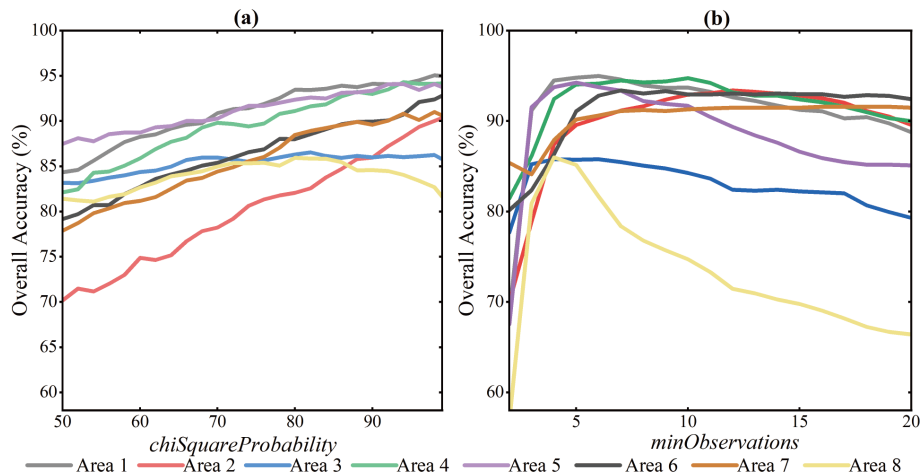 (a)
(b)
Overall Accuracy (%)
100
95
90
85
80
75
70
65
60
50 60 70 80 90
chiSquareProbability
Overall Accuracy (%)
100
90
80
70
60
5 10 15 20
minObservations
Area 1 Area 2 Area 3 Area 4 Area 5 Area 6 Area 7 Area 8